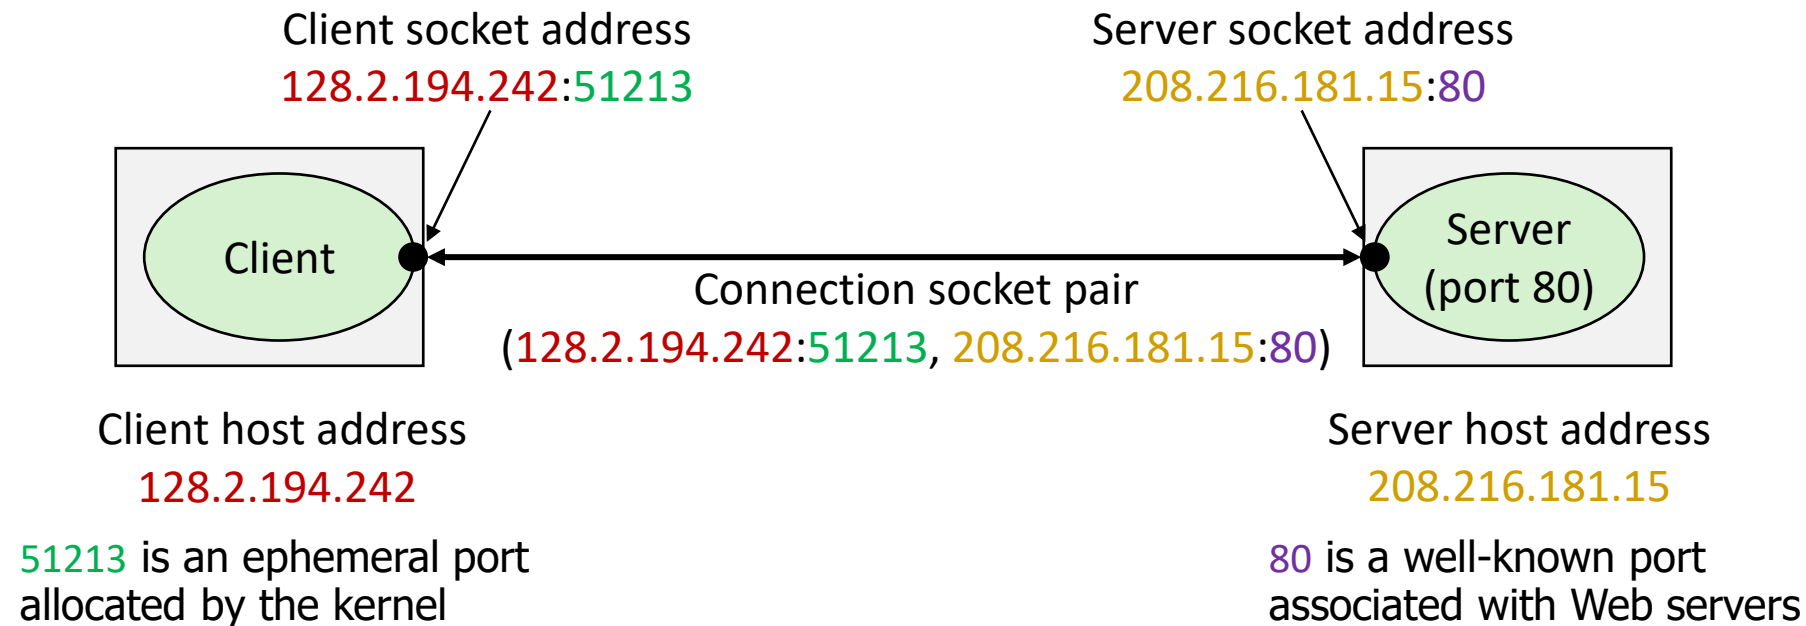 Client socket address
128.2.194.242:51213
Server socket address
208.216.181.15:80
Client
Server
(port 80)
Connection socket pair
(128.2.194.242:51213, 208.216.181.15:80)
Client host address
128.2.194.242
Server host address
208.216.181.15
51213 is an ephemeral port
allocated by the kernel
80 is a well-known port
associated with Web servers